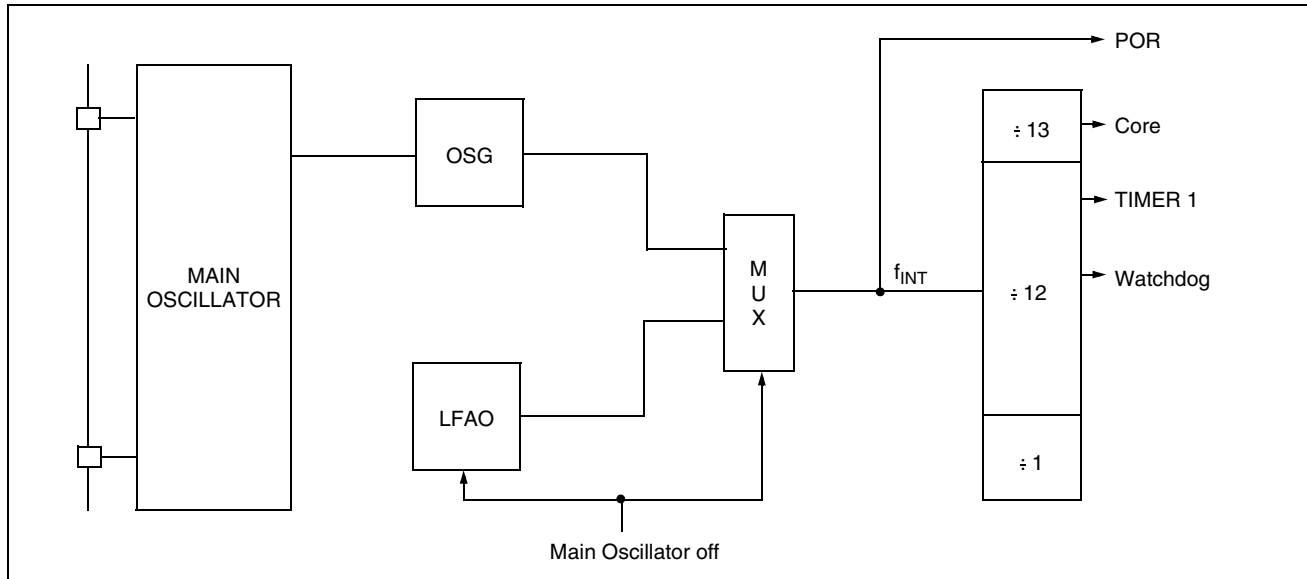 POR
÷ 13
Core
OSG
TIMER 1
MAIN
OSCILLATOR
M
U
X
fINT
÷ 12
Watchdog
LFAO
÷ 1
Main Oscillator off